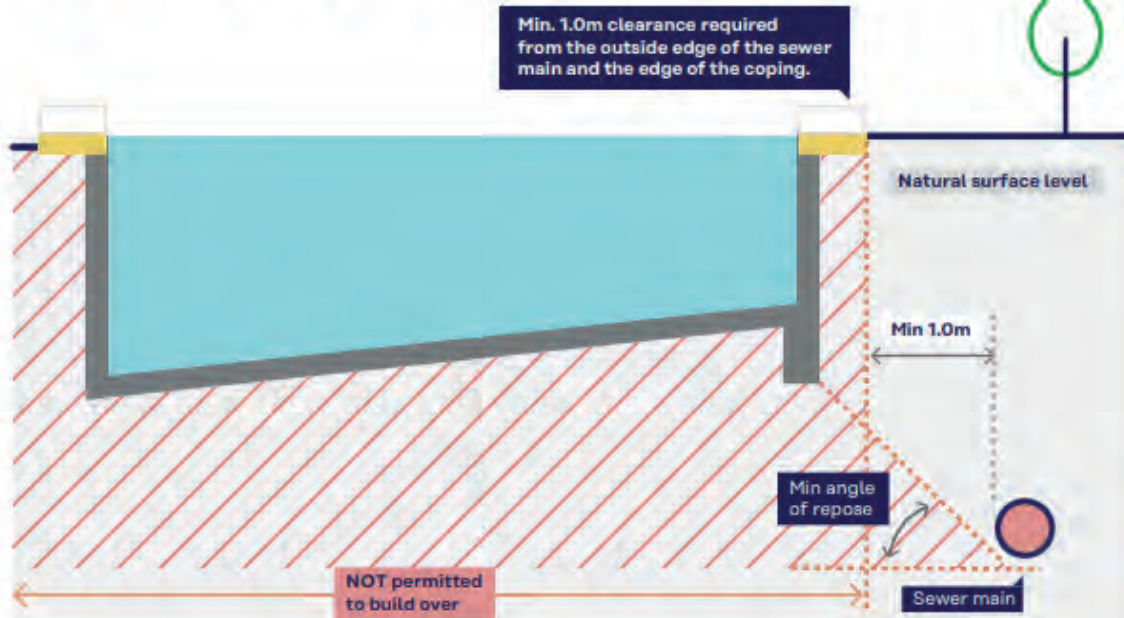 Min. 1.0m clearance required
from the outside edge of the sewer
main and the edge of the coping.
Natural surface level
Min 1.0m
Min angle
of repose
NOT permitted
to build over
Sewer main